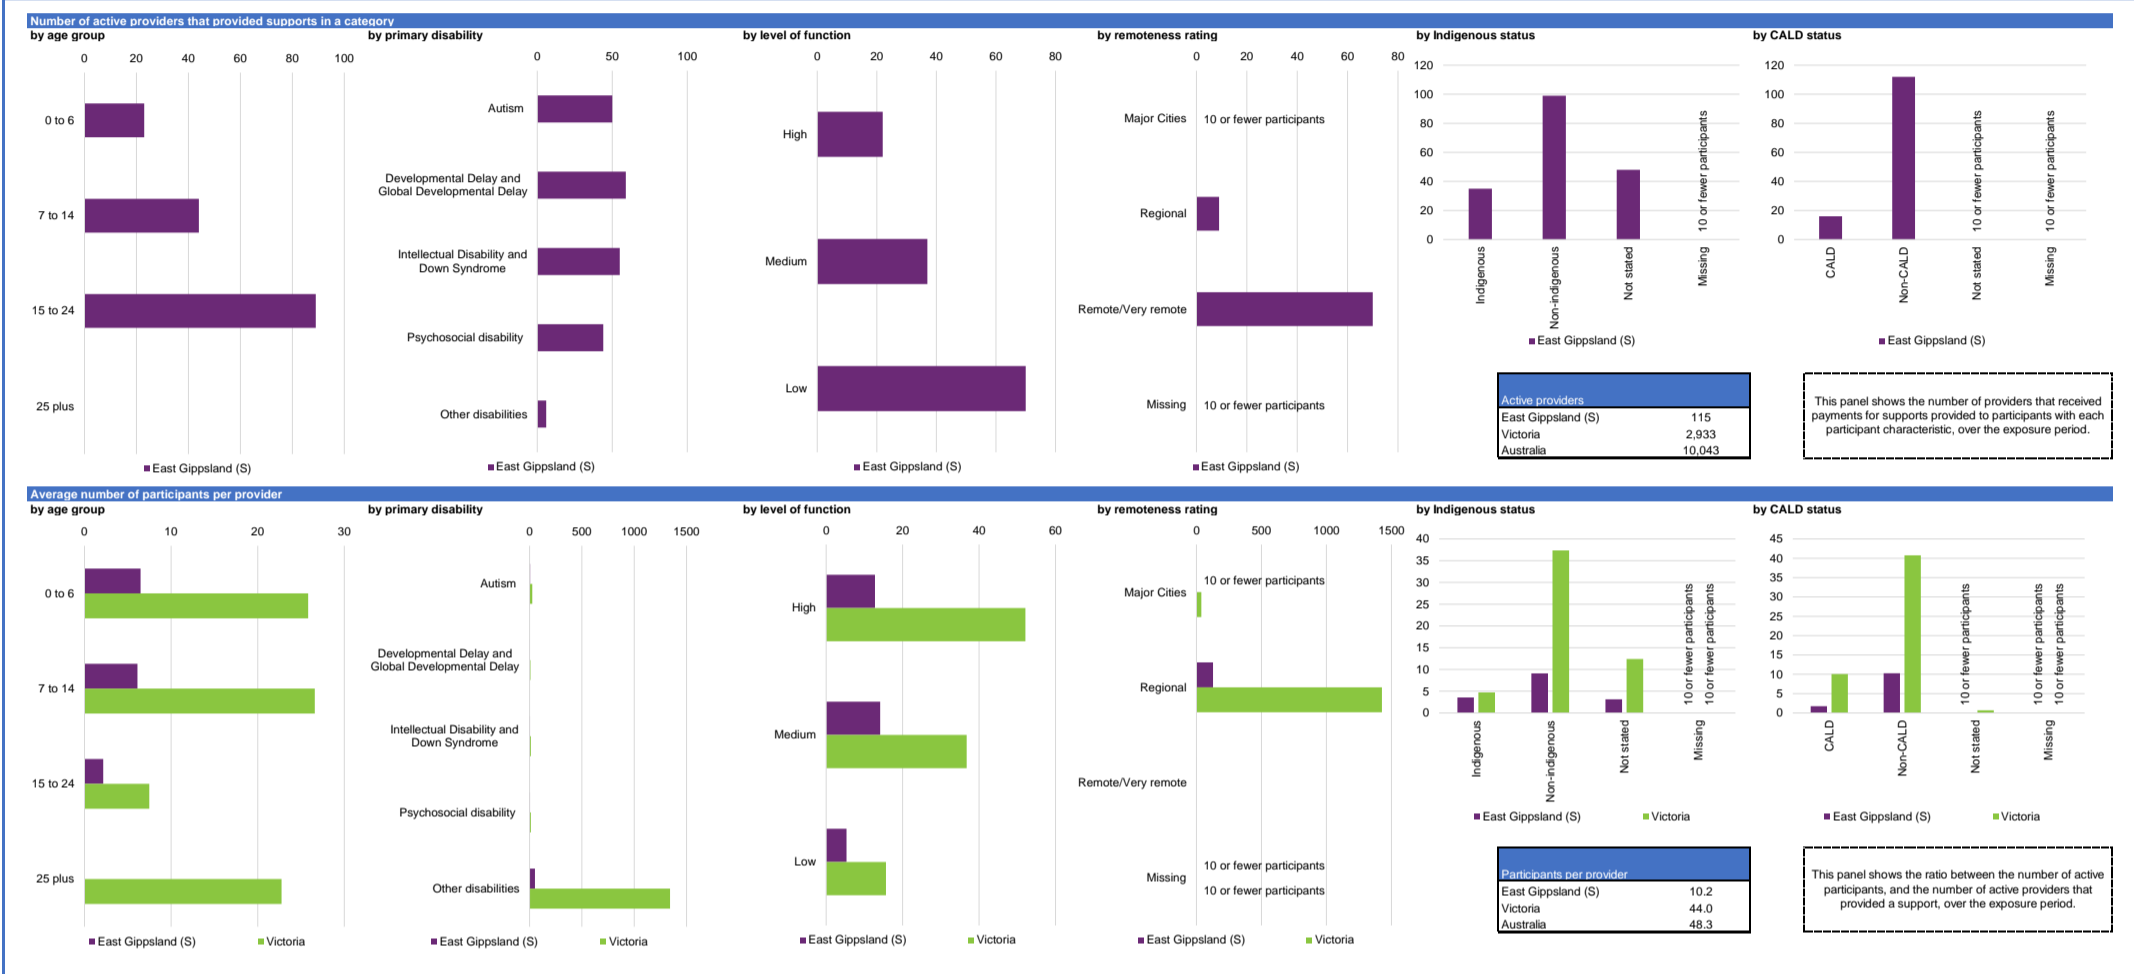 Number of active providers that provided supports in a category
by age group
0 20 40 60 80 100
0 to 6
7 to 14
15 to 24
25 plus
East Gippsland (S)
by primary disability
0 50 100
Autism
Developmental Delay and
Global Developmental Delay
Intellectual Disability and
Down Syndrome
Psychosocial disability
Other disabilities
East Gippsland (S)
by level of function
0 20 40 60 80
High
Medium
Low
East Gippsland (S)
by remoteness rating
0 20 40 60 80
Major Cities 10 or fewer participants
Regional
Remote/Very remote
Missing 10 or fewer participants
East Gippsland (S)
by Indigenous status
120
100
80
60
40
20
0
10 or fewer participants
Indigenous
Non-indigenous
Not stated
Missing
East Gippsland (S)
by CALD status
120
100
80
60
40
20
0
10 or fewer participants
10 or fewer participants
CALD
Non-CALD
Not stated
Missing
East Gippsland (S)
Active providers
East Gippsland (S) 115
Victoria 2,933
Australia 10,043
This panel shows the number of providers that received
payments for supports provided to participants with each
participant characteristic, over the exposure period.
Average number of participants per provider
by age group
0 10 20 30
0 to 6
7 to 14
15 to 24
25 plus
East Gippsland (S) Victoria
by primary disability
0 500 1000 1500
Autism
Developmental Delay and
Global Developmental Delay
Intellectual Disability and
Down Syndrome
Psychosocial disability
Other disabilities
East Gippsland (S) Victoria
by level of function
0 20 40 60
High
Medium
Low
East Gippsland (S) Victoria
by remoteness rating
0 500 1000 1500
10 or fewer participants
Major Cities
Regional
Remote/Very remote
10 or fewer participants
Missing
10 or fewer participants
East Gippsland (S) Victoria
by Indigenous status
40
35
30
25
20
15
10
5
0
10 or fewer participants
10 or fewer participants
Indigenous
Non-indigenous
Not stated
Missing
East Gippsland (S) Victoria
by CALD status
45
40
35
30
25
20
15
10
5
0
10 or fewer participants
10 or fewer participants
10 or fewer participants
CALD
Non-CALD
Not stated
Missing
East Gippsland (S) Victoria
Participants per provider
East Gippsland (S) 10.2
Victoria 44.0
Australia 48.3
This panel shows the ratio between the number of active
participants, and the number of active providers that
provided a support, over the exposure period.